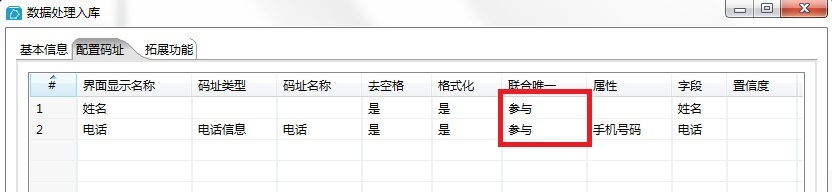 数据处理入库
基本信息 配置码址 拓展功能
# 界面显示名称 码址类型 码址名称 去空格 格式化 联合唯一 属性 字段 置信度
1 姓名 是 是 参与 姓名
2 电话 电话信息 电话 是 是 参与 手机号码 电话